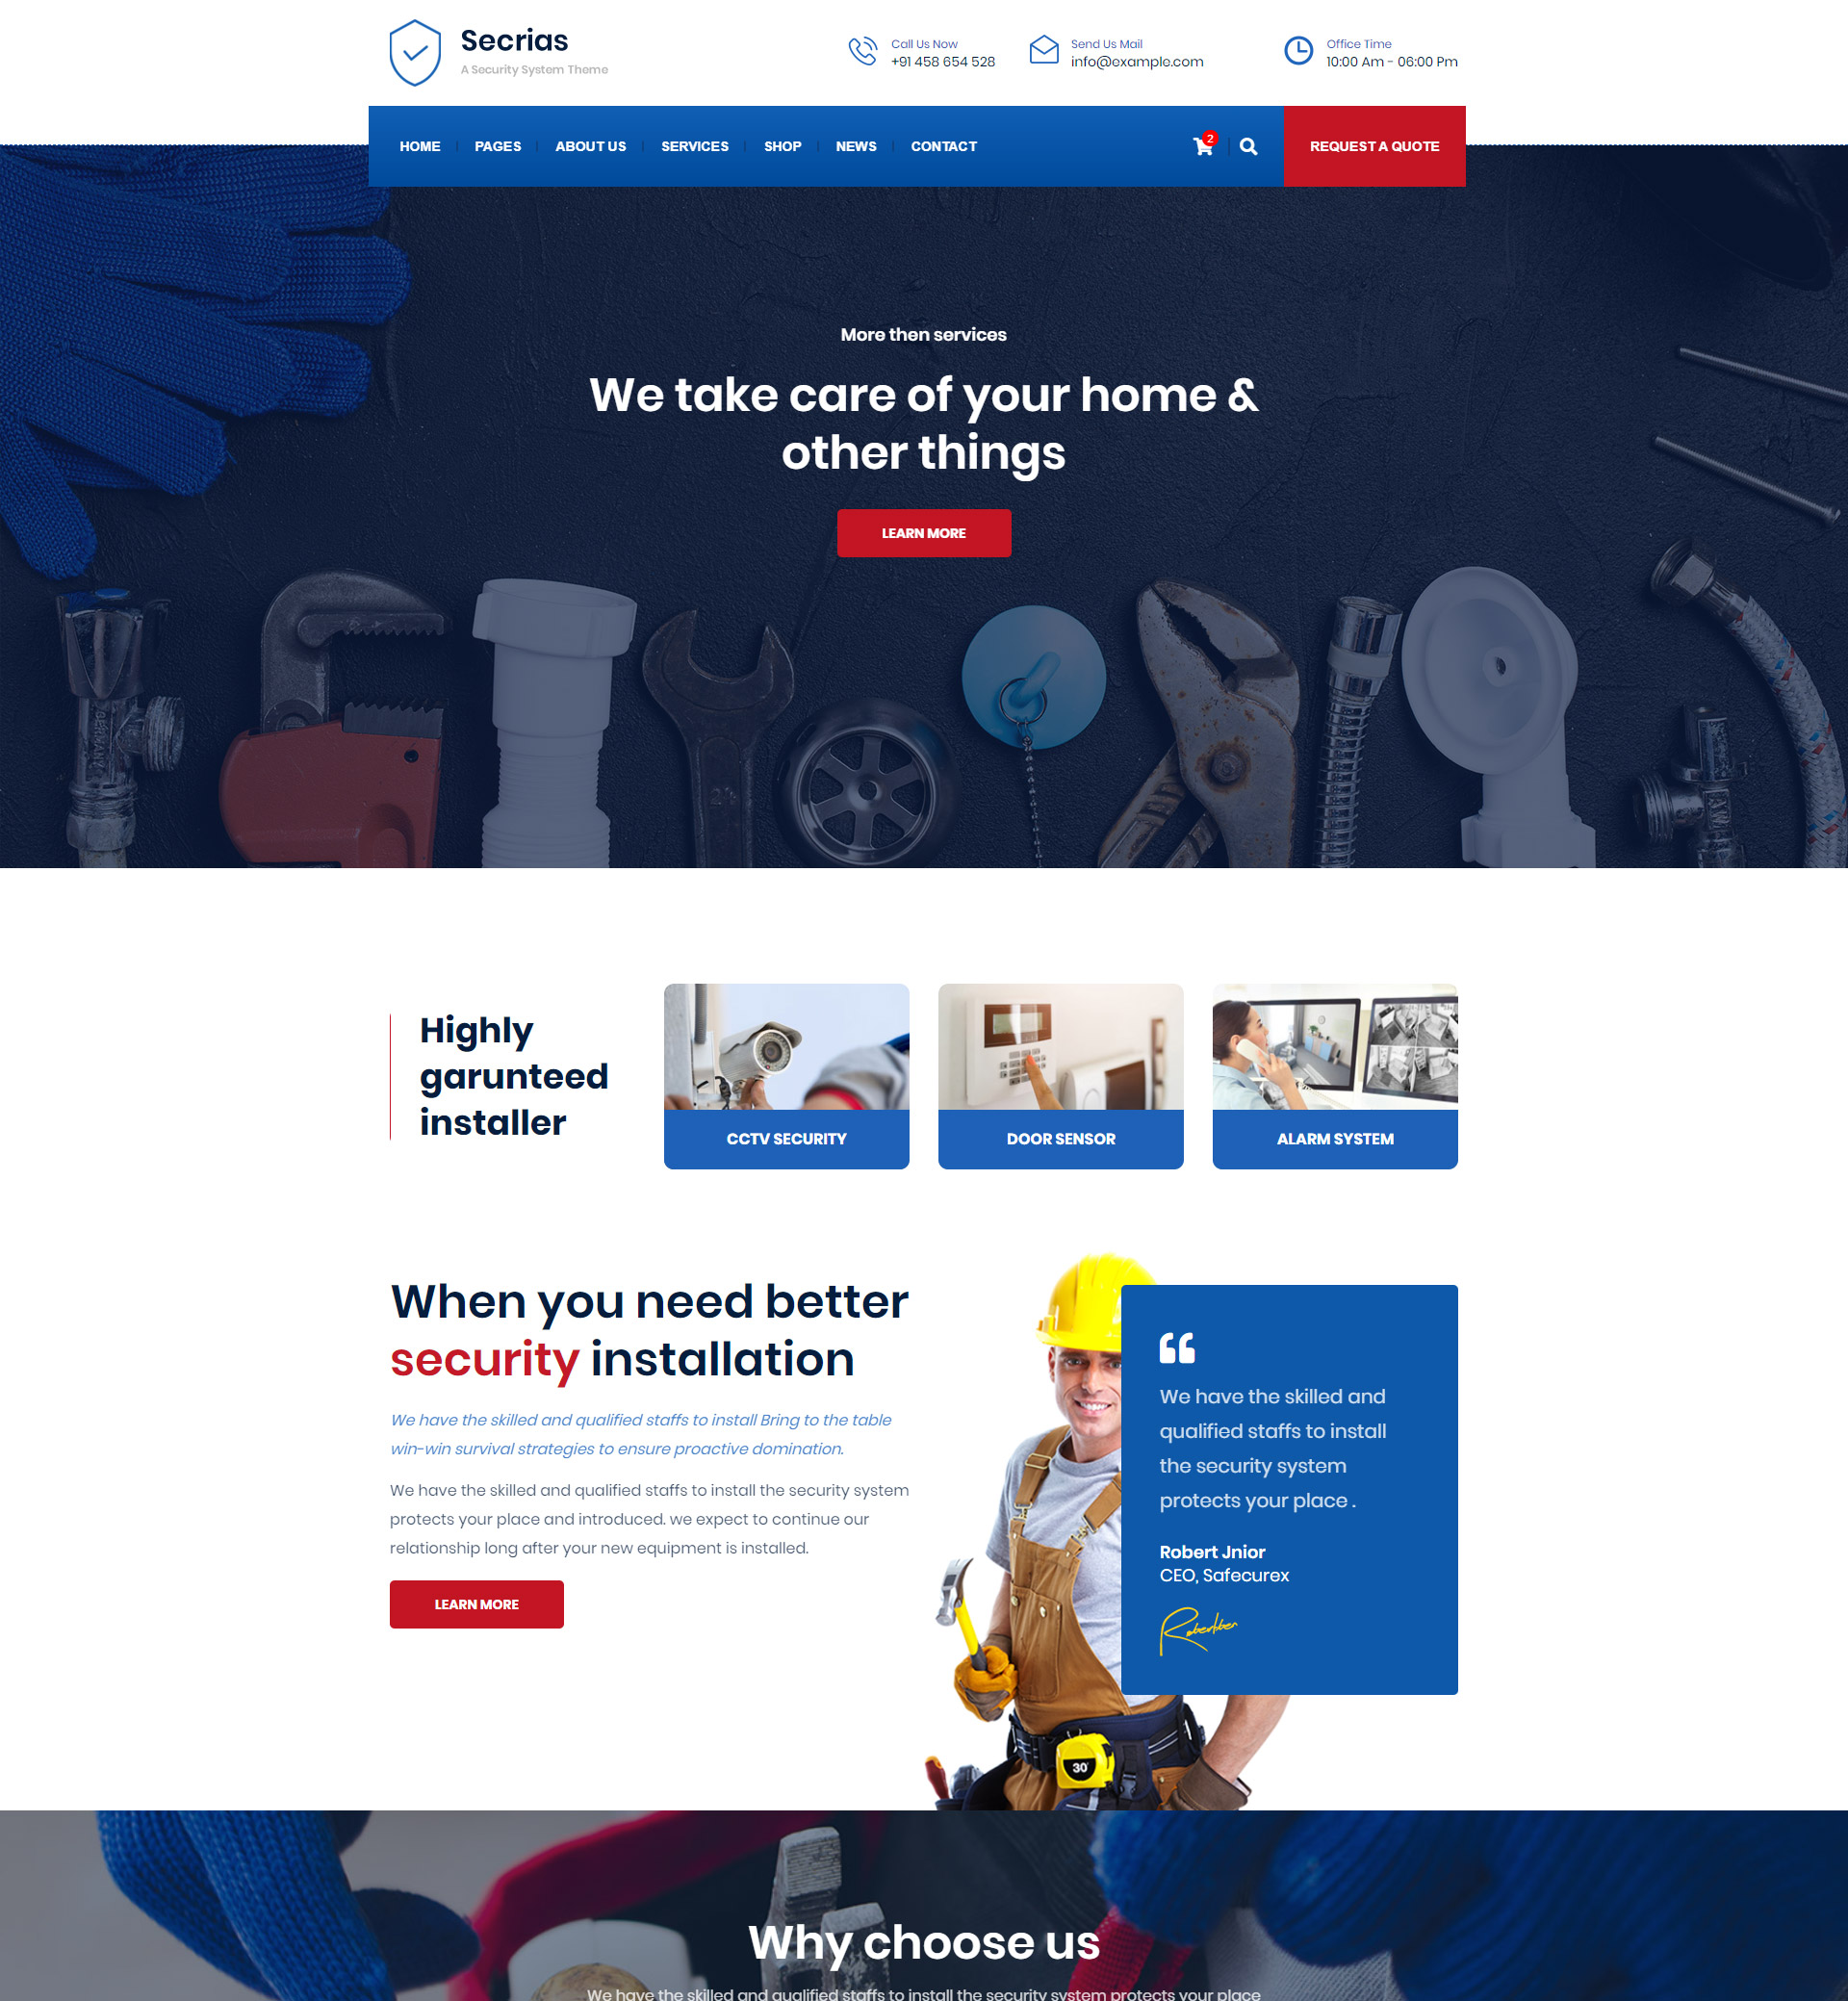 Secrias
A Security System Theme
Call Us Now
+91 458 654 528
Send Us Mail
info@example.com
Office Time
10:00 Am - 06:00 Pm
HOME
PAGES
ABOUT US
SERVICES
SHOP
NEWS
CONTACT
2
REQUEST A QUOTE
More then services
We take care of your home &
other things
LEARN MORE
Highly
garunteed
installer
CCTV SECURITY
DOOR SENSOR
ALARM SYSTEM
When you need better
security installation
We have the skilled and qualified staffs to install Bring to the table
win-win survival strategies to ensure proactive domination.
We have the skilled and qualified staffs to install the security system
protects your place and introduced. we expect to continue our
relationship long after your new equipment is installed.
LEARN MORE
We have the skilled and
qualified staffs to install
the security system
protects your place .
Robert Jnior
CEO, Safecurex
30
Why choose us
We have the skilled and qualified staffs to install the security system protects your place